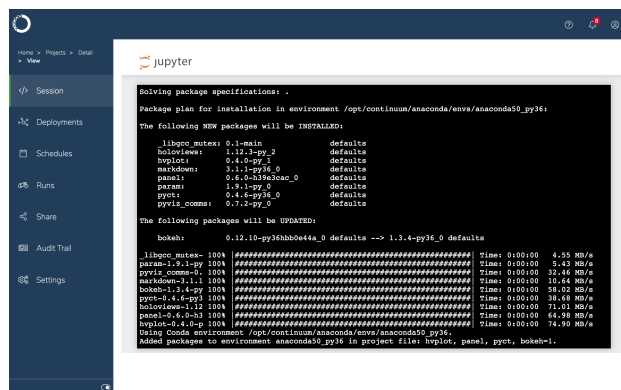 8
Home > Projects > Detail
> View
jupyter
Session
Deployments
Schedules
Runs
Share
Audit Trail
Settings
Solving package specifications: .
Package plan for installation in environment /opt/continuum/anaconda/envs/anaconda50_py36:
The following NEW packages will be INSTALLED:
_libgcc_mutex: 0.1-main defaults
holoviews: 1.12.3-py_2 defaults
hvplot: 0.4.0-py_1 defaults
markdown: 3.1.1-py36_0 defaults
panel: 0.6.0-h39e3cac_0 defaults
param: 1.9.1-py_0 defaults
pyct: 0.4.6-py36_0 defaults
pyviz_comms: 0.7.2-py_0 defaults
The following packages will be UPDATED:
bokeh: 0.12.10-py36hbb0e44a_0 defaults --> 1.3.4-py36_0 defaults
_libgcc_mutex- 100% |################################################| Time: 0:00:00 4.55 MB/s
param-1.9.1-py 100% |################################################| Time: 0:00:00 5.43 MB/s
pyviz_comms-0. 100% |################################################| Time: 0:00:00 32.46 MB/s
markdown-3.1.1 100% |################################################| Time: 0:00:00 10.64 MB/s
bokeh-1.3.4-py 100% |################################################| Time: 0:00:00 58.02 MB/s
pyct-0.4.6-py3 100% |################################################| Time: 0:00:00 38.68 MB/s
holoviews-1.12 100% |################################################| Time: 0:00:00 71.01 MB/s
panel-0.6.0-h3 100% |################################################| Time: 0:00:00 64.98 MB/s
hvplot-0.4.0-p 100% |################################################| Time: 0:00:00 74.90 MB/s
Using Conda environment /opt/continuum/anaconda/envs/anaconda50_py36.
Added packages to environment anaconda50_py36 in project file: hvplot, panel, pyct, bokeh=1.